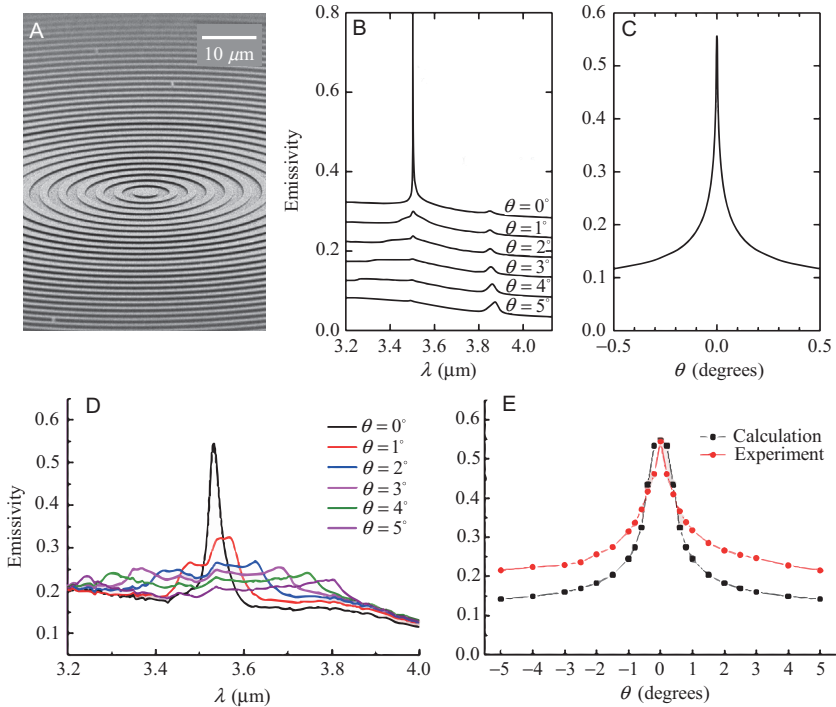 A
10 μm
B
Emissivity
0.8
0.6
0.4
0.2
0.0
θ = 0°
θ = 1°
θ = 2°
θ = 3°
θ = 4°
θ = 5°
3.2 3.6 4.0
λ (μm)
C
0.6
0.5
0.4
0.3
0.2
0.1
0.0
−0.5 0.0 0.5
θ (degrees)
D
Emissivity
0.6
0.5
0.4
0.3
0.2
0.1
θ = 0°
θ = 1°
θ = 2°
θ = 3°
θ = 4°
θ = 5°
3.2 3.4 3.6 3.8 4.0
λ (μm)
E
0.6
0.5
0.4
0.3
0.2
0.1
0.0
Calculation
Experiment
−5 −4 −3 −2 −1 0 1 2 3 4 5
θ (degrees)